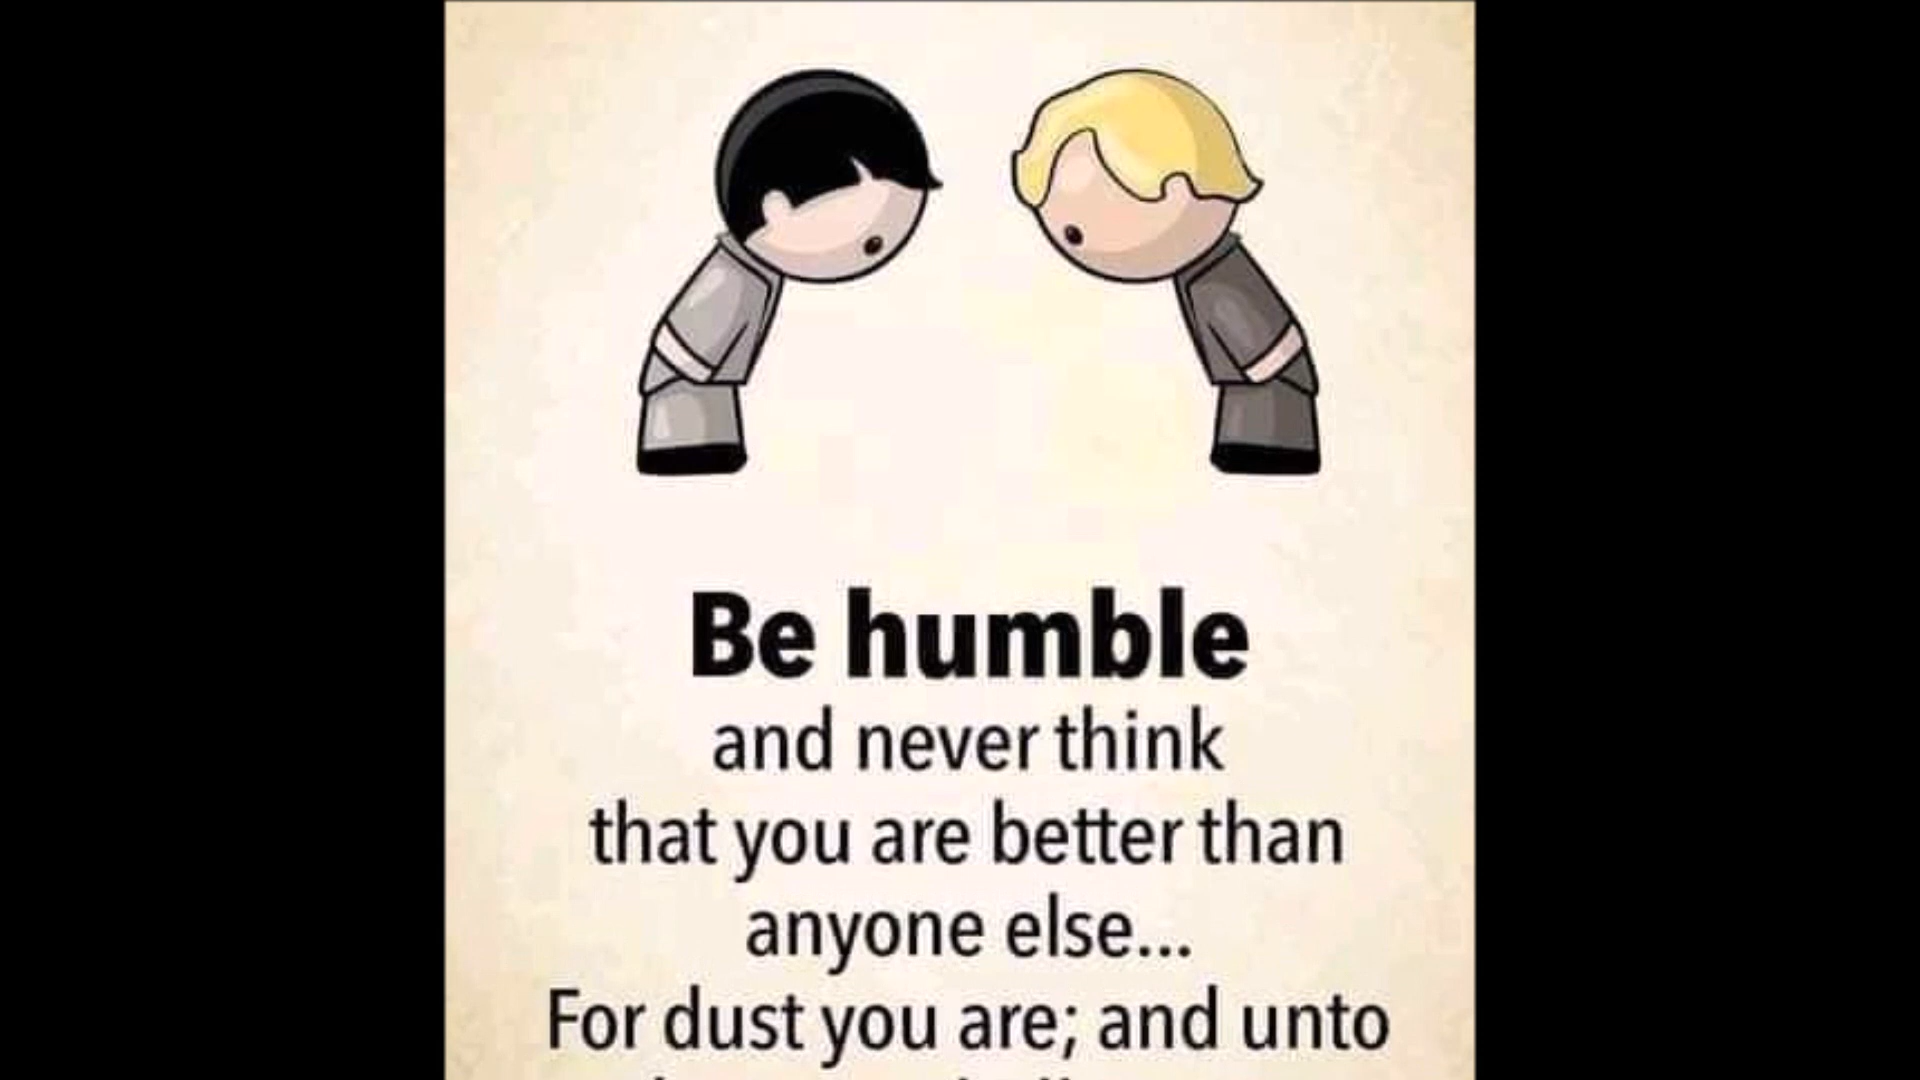 Be humble
and never think
that you are better than
anyone else...
For dust you are; and unto